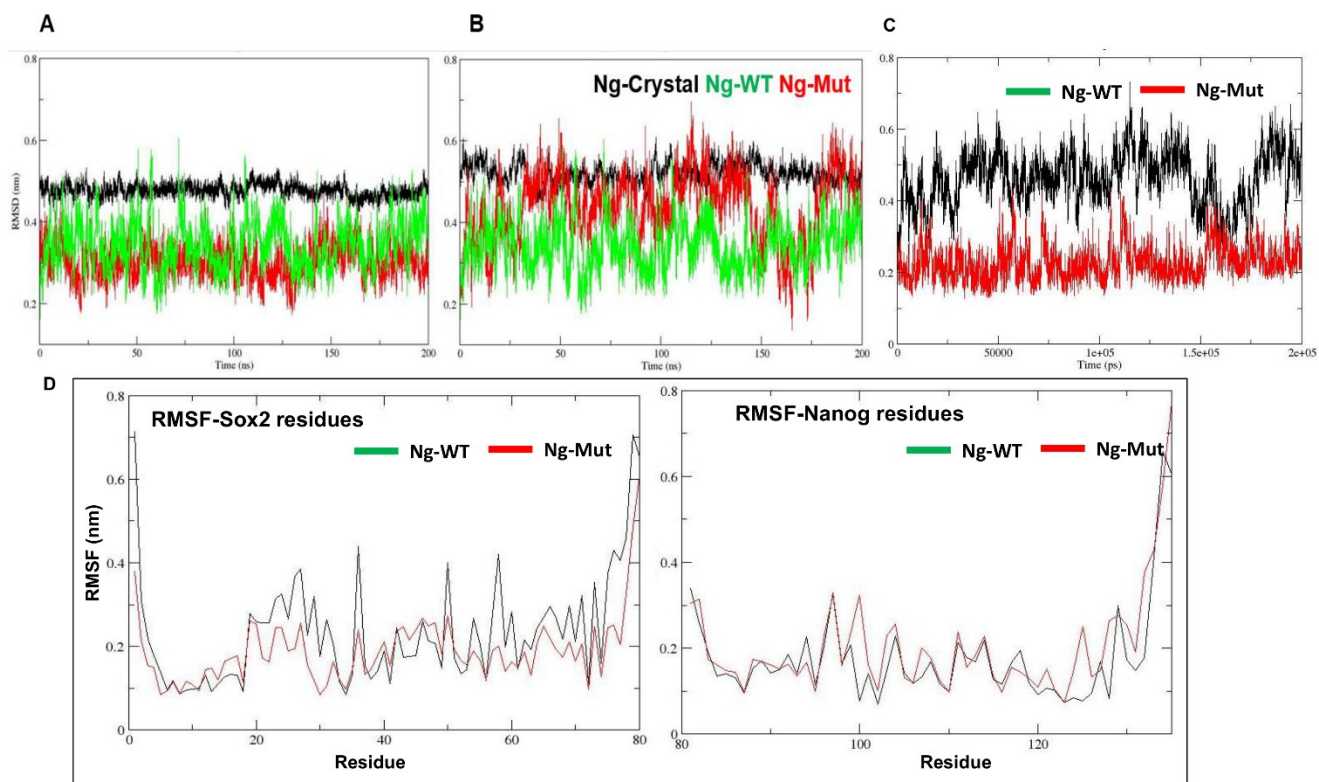 A
0.8
0.6
0.4
0.2
RMSD (nm)
0
50
100
150
200
Time (ns)
B
Ng-Crystal Ng-WT Ng-Mut
0.8
0.6
0.4
0.2
0
50
100
150
200
Time (ns)
C
Ng-WT Ng-Mut
0.8
0.6
0.4
0.2
0
0
50000
1e+05
1.5e+05
2e+05
Time (ps)
D
RMSF-Sox2 residues
Ng-WT Ng-Mut
0.8
0.6
0.4
0.2
0
RMSF (nm)
0
20
40
60
80
Residue
RMSF-Nanog residues
Ng-WT Ng-Mut
0.8
0.6
0.4
0.2
0
80
100
120
Residue